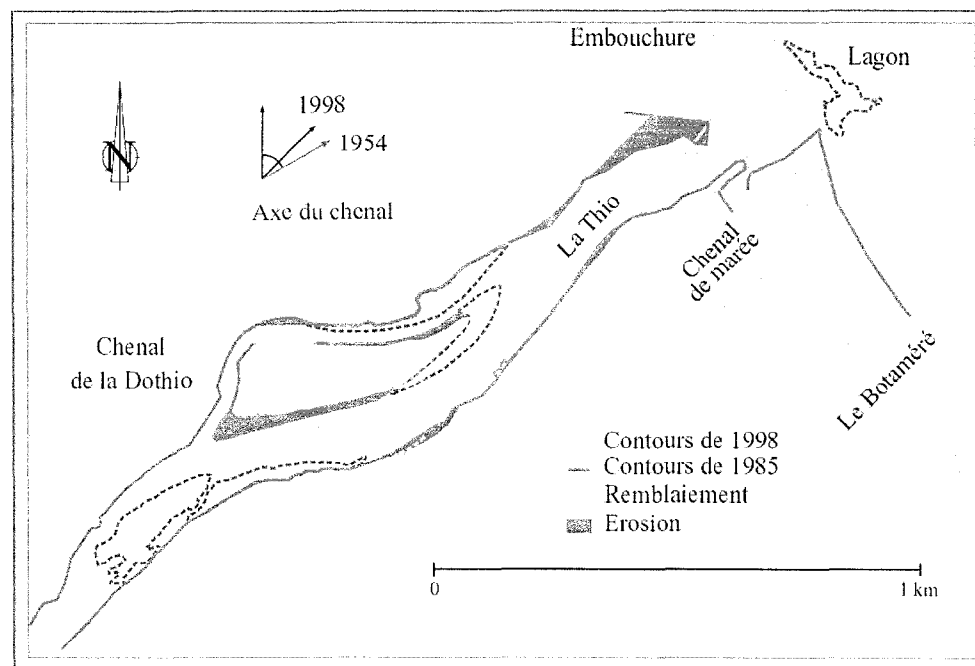 Embouchure
Lagon
1998
1954
N
Axe du chenal
La Thio
Chenal
de marée
Le Botaméré
Chenal
de la Dothio
Contours de 1998
Contours de 1985
Remblaiement
Erosion
0
1 km